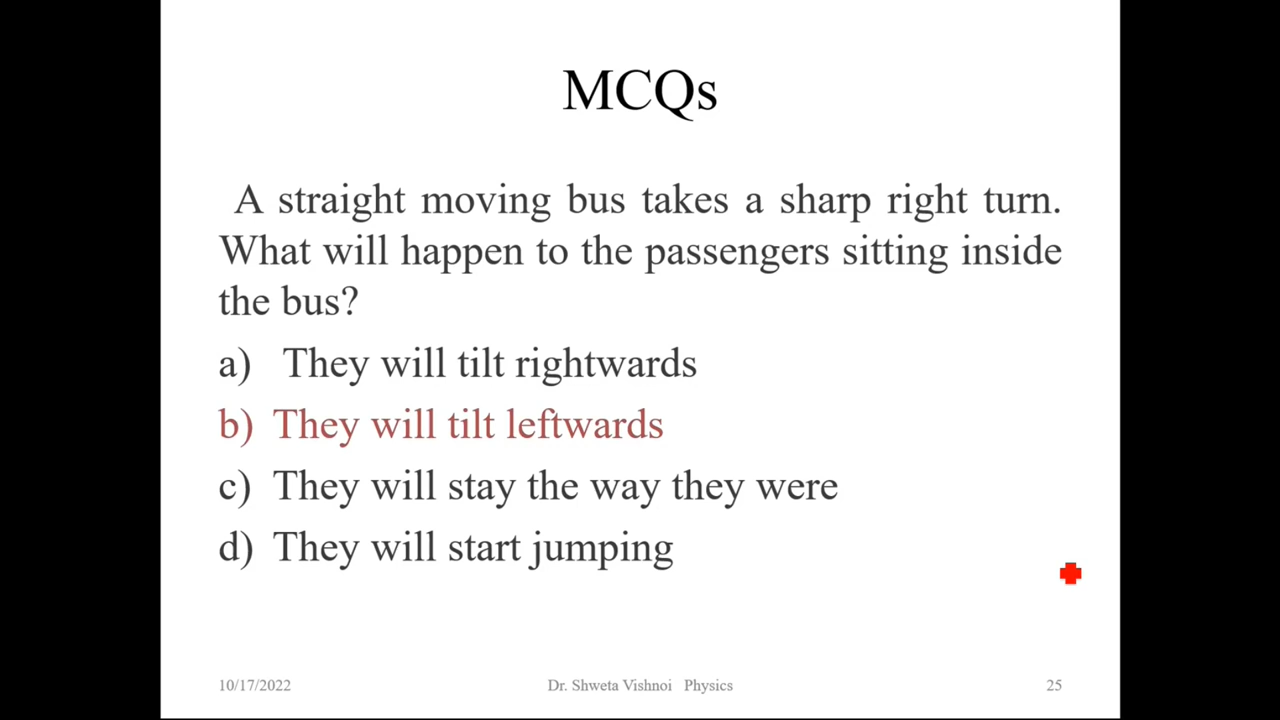 MCQs
A straight moving bus takes a sharp right turn.
What will happen to the passengers sitting inside
the bus?
a) They will tilt rightwards
b) They will tilt leftwards
c) They will stay the way they were
d) They will start jumping
10/17/2022 Dr. Shweta Vishnoi Physics 25